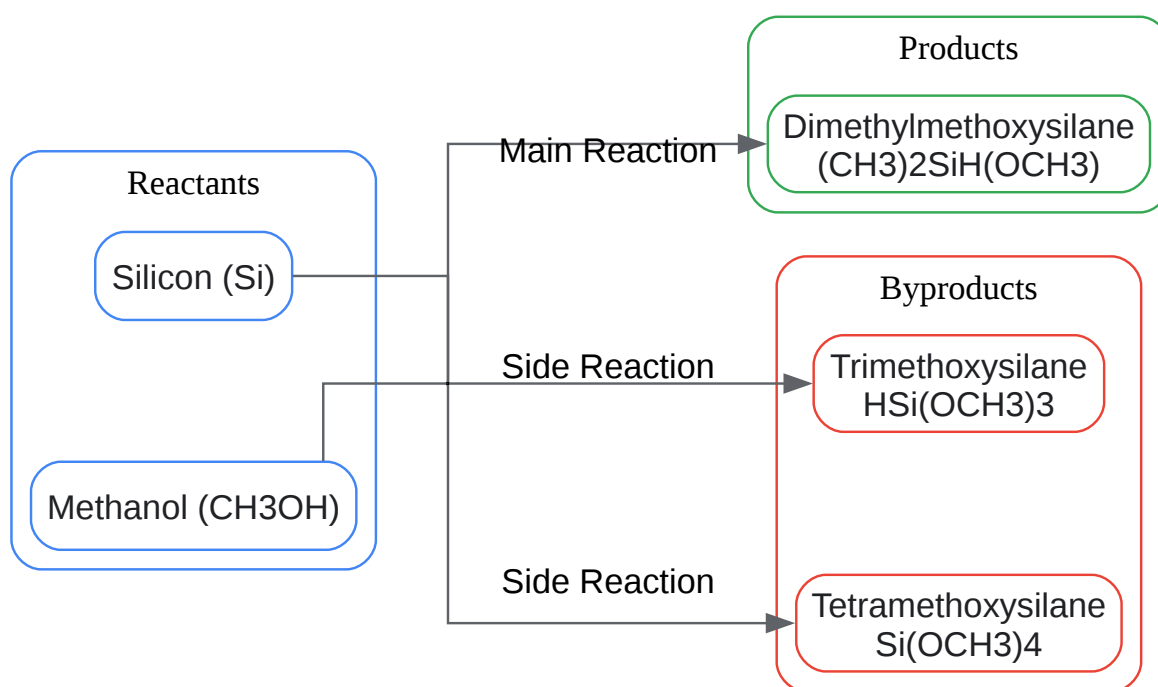 Products
Dimethylmethoxysilane
(CH3)2SiH(OCH3)
Main Reaction
Reactants
Silicon (Si)
Methanol (CH3OH)
Byproducts
Side Reaction
Trimethoxysilane
HSi(OCH3)3
Side Reaction
Tetramethoxysilane
Si(OCH3)4